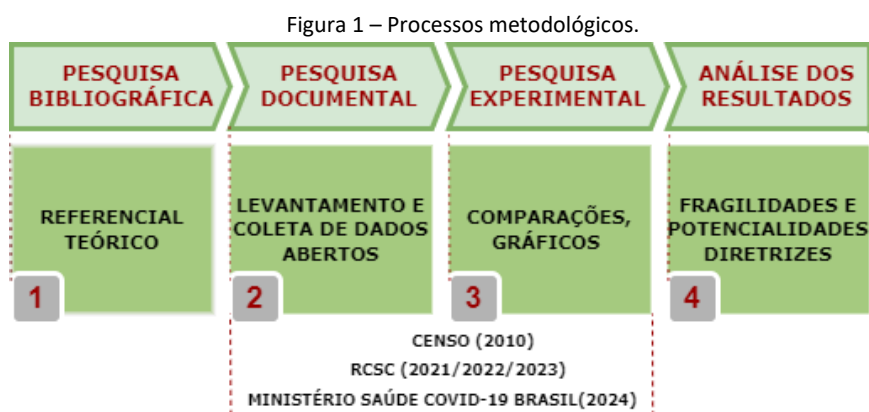 Figura 1 – Processos metodológicos.
PESQUISA
BIBLIOGRÁFICA
PESQUISA
DOCUMENTAL
PESQUISA
EXPERIMENTAL
ANÁLISE DOS
RESULTADOS
REFERENCIAL
TEÓRICO
1
LEVANTAMENTO E
COLETA DE DADOS
ABERTOS
2
COMPARAÇÕES,
GRÁFICOS
3
FRAGILIDADES E
POTENCIALIDADES
DIRETRIZES
4
CENSO (2010)
RCSC (2021/2022/2023)
MINISTÉRIO SAÚDE COVID-19 BRASIL(2024)